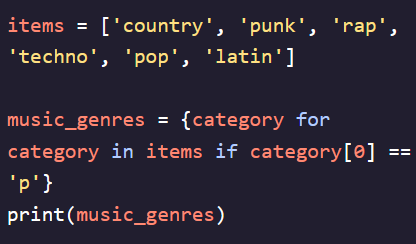 items = ['country', 'punk', 'rap',
'techno', 'pop', 'latin']
music_genres = {category for
category in items if category[0] ==
'p'}
print(music_genres)